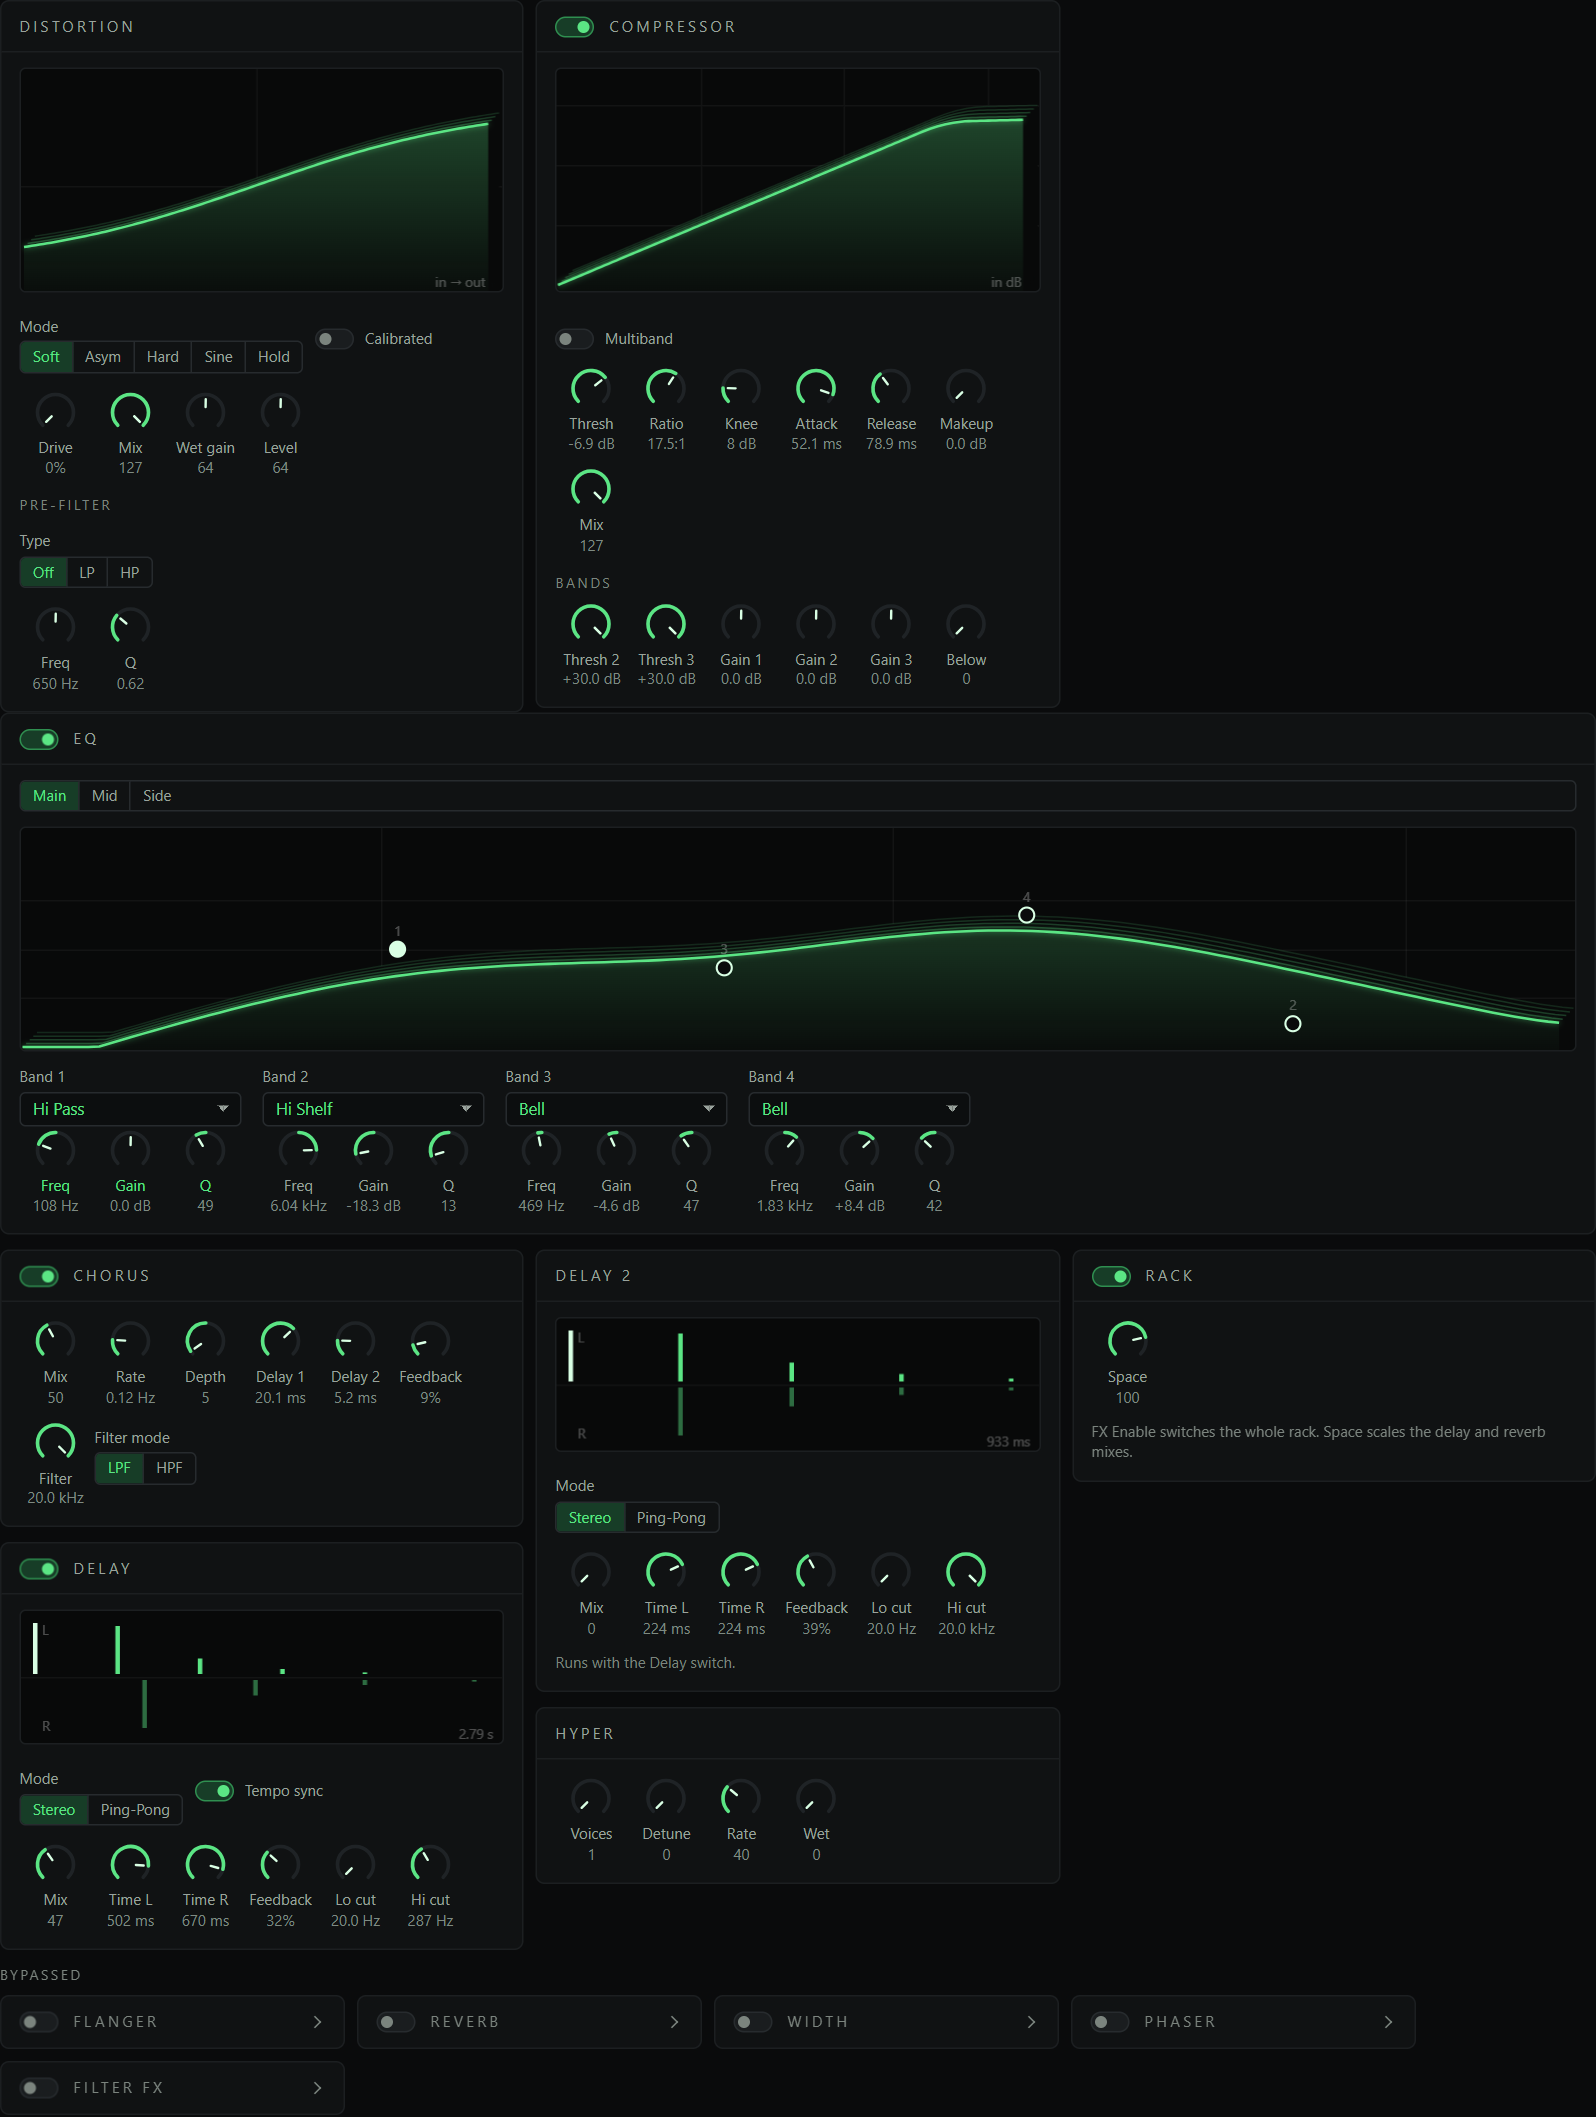 DISTORTION
in → out
Mode
Soft Asym Hard Sine Hold
Calibrated
Drive Mix Wet gain Level
0% 127 64 64
PRE-FILTER
Type
Off LP HP
Freq Q
650 Hz 0.62
COMPRESSOR
in dB
Multiband
Thresh Ratio Knee Attack Release Makeup
-6.9 dB 17.5:1 8 dB 52.1 ms 78.9 ms 0.0 dB
Mix
127
BANDS
Thresh 2 Thresh 3 Gain 1 Gain 2 Gain 3 Below
+30.0 dB +30.0 dB 0.0 dB 0.0 dB 0.0 dB 0
EQ
Main Mid Side
1
3
4
2
Band 1 Band 2 Band 3 Band 4
Hi Pass Hi Shelf Bell Bell
Freq Gain Q Freq Gain Q Freq Gain Q Freq Gain Q
108 Hz 0.0 dB 49 6.04 kHz -18.3 dB 13 469 Hz -4.6 dB 47 1.83 kHz +8.4 dB 42
CHORUS
Mix Rate Depth Delay 1 Delay 2 Feedback
50 0.12 Hz 5 20.1 ms 5.2 ms 9%
Filter
20.0 kHz
Filter mode
LPF HPF
DELAY
L
R
2.79 s
Mode
Stereo Ping-Pong
Tempo sync
Mix Time L Time R Feedback Lo cut Hi cut
47 502 ms 670 ms 32% 20.0 Hz 287 Hz
DELAY 2
L
R
933 ms
Mode
Stereo Ping-Pong
Mix Time L Time R Feedback Lo cut Hi cut
0 224 ms 224 ms 39% 20.0 Hz 20.0 kHz
Runs with the Delay switch.
HYPER
Voices Detune Rate Wet
1 0 40 0
RACK
Space
100
FX Enable switches the whole rack. Space scales the delay and reverb
mixes.
BYPASSED
FLANGER
REVERB
WIDTH
PHASER
FILTER FX